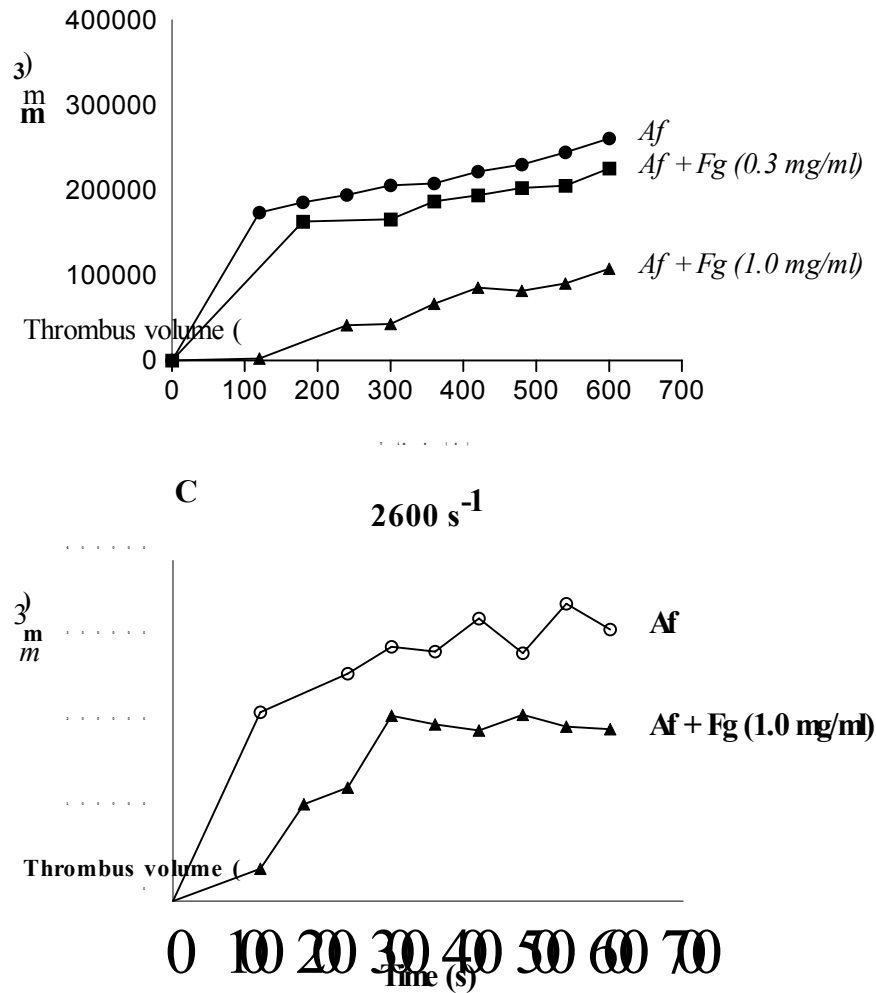 400000
3)
m
m
300000
Af
Af + Fg (0.3 mg/ml)
200000
Af + Fg (1.0 mg/ml)
100000
Thrombus volume (
0
0 100 200 300 400 500 600 700
C
2600 s-1
3)
m
m
Af
Af + Fg (1.0 mg/ml)
Thrombus volume (
0 100 200 300 400 500 600 700
Time (s)